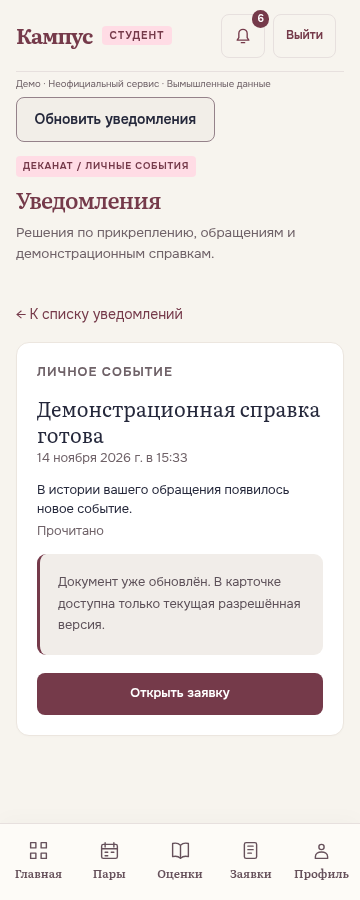 Кампус
СТУДЕНТ
6
Выйти
Демо · Неофициальный сервис · Вымышленные данные
Обновить уведомления
ДЕКАНАТ / ЛИЧНЫЕ СОБЫТИЯ
Уведомления
Решения по прикреплению, обращениям и
демонстрационным справкам.
← К списку уведомлений
ЛИЧНОЕ СОБЫТИЕ
Демонстрационная справка
готова
14 ноября 2026 г. в 15:33
В истории вашего обращения появилось
новое событие.
Прочитано
Документ уже обновлён. В карточке
доступна только текущая разрешённая
версия.
Открыть заявку
Главная
Пары
Оценки
Заявки
Профиль